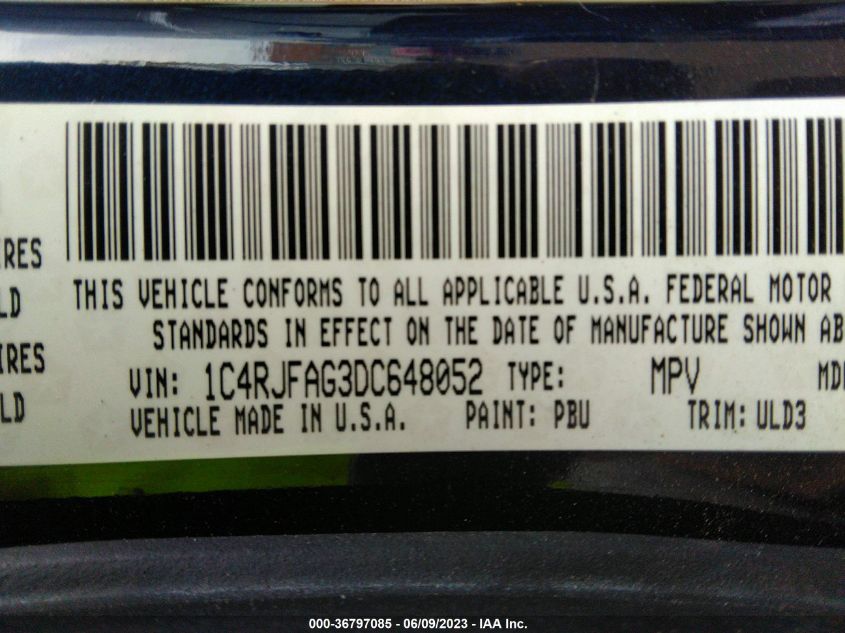 IRES
LD
IRES
LD
THIS VEHICLE CONFORMS TO ALL APPLICABLE U.S.A. FEDERAL MOTOR
STANDARDS IN EFFECT ON THE DATE OF MANUFACTURE SHOWN AB
VIN: 1C4RJFAG3DC648052 TYPE: MPV MD
VEHICLE MADE IN U.S.A. PAINT: PBU TRIM: ULD3
000-36797085 - 06/09/2023 - IAA Inc.